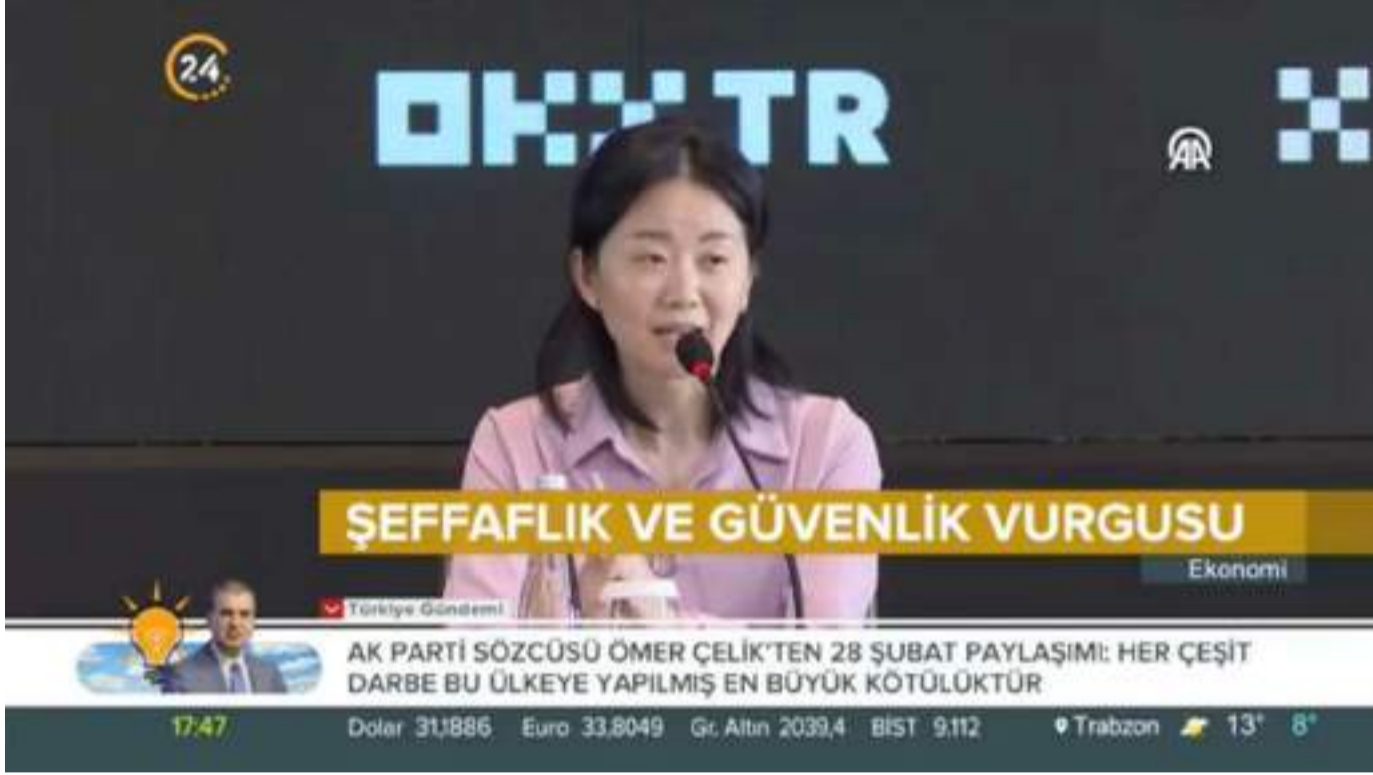 24
OKX TR
AA
ŞEFFAFLIK VE GÜVENLİK VURGUSU
Ekonomi
Türkiye Gündemi
AK PARTİ SÖZCÜSÜ ÖMER ÇELİK'TEN 28 ŞUBAT PAYLAŞIMI: HER ÇEŞİT
DARBE BU ÜLKEYE YAPILMIŞ EN BÜYÜK KÖTÜLÜKTÜR
17:47 Dolar 31,1886 Euro 33,8049 Gr. Altın 2039,4 BİST 9.112 Trabzon 13° 8°